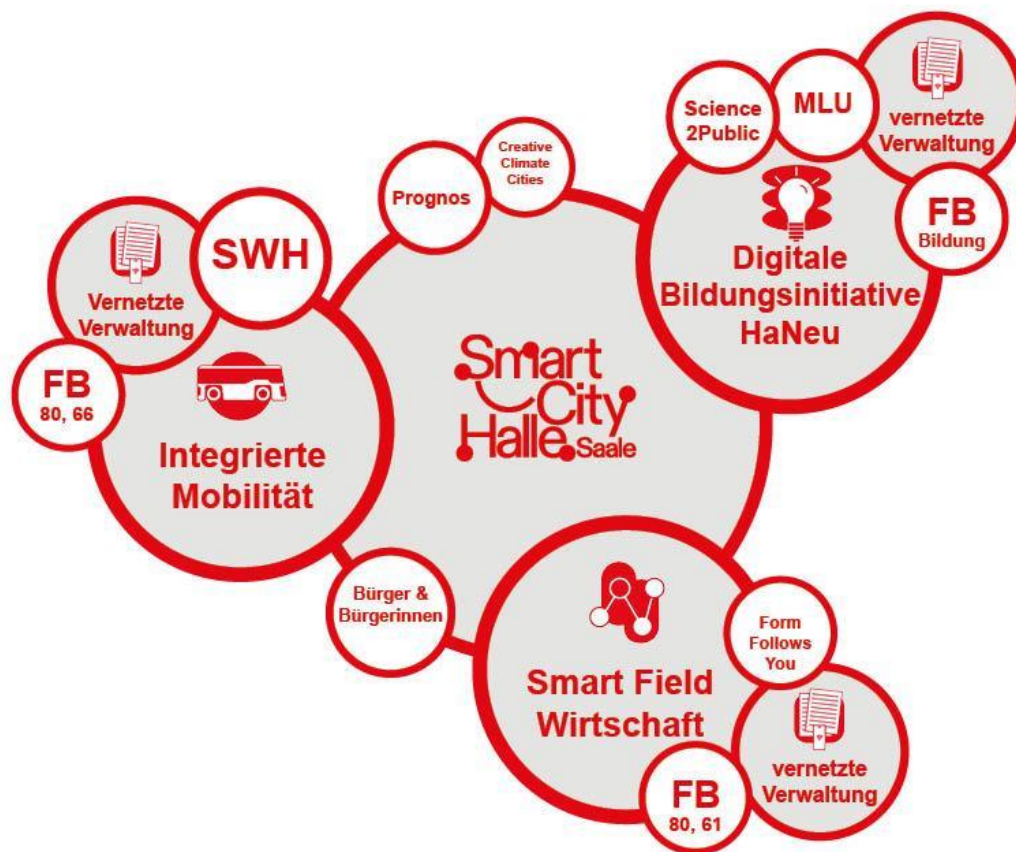 Science
2Public
MLU
vernetzte
Verwaltung
FB
Bildung
Digitale
Bildungsinitiative
HaNeu
Creative
Climate
Cities
Prognos
SWH
Vernetzte
Verwaltung
FB
80, 66
Integrierte
Mobilität
Smart
City
Halle Saale
Bürger &
Bürgerinnen
Smart Field
Wirtschaft
Form
Follows
You
vernetzte
Verwaltung
FB
80, 61